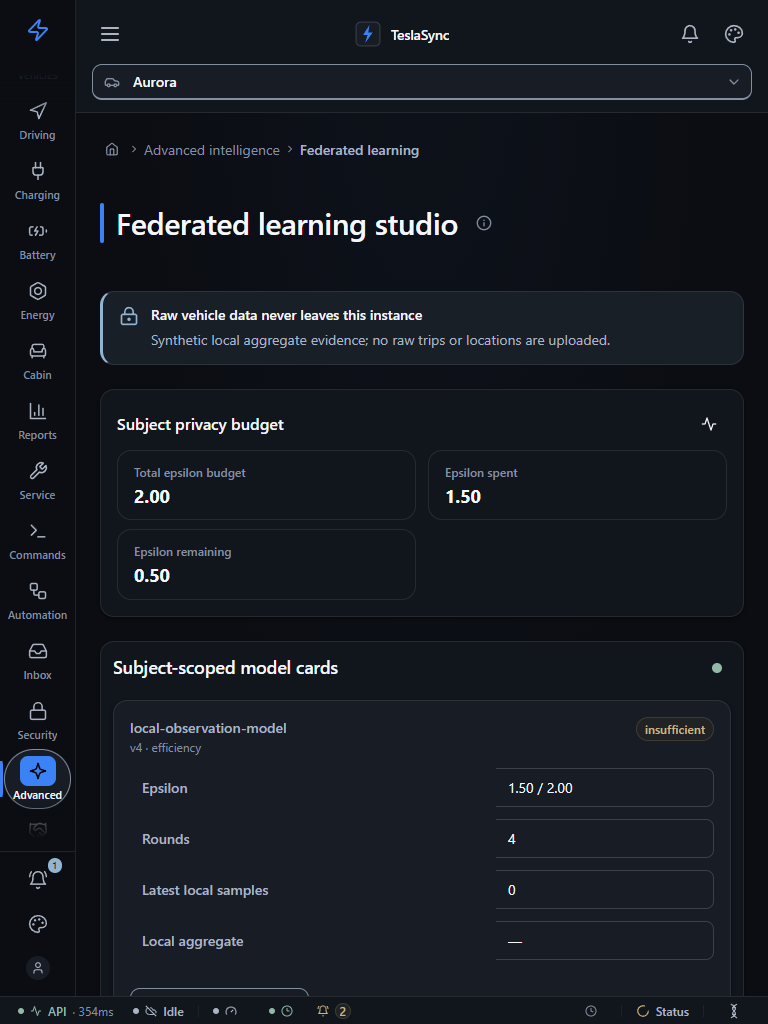 TeslaSync
Aurora
Driving
Charging
Battery
Energy
Cabin
Reports
Service
Commands
Automation
Inbox
Security
Advanced
1
Advanced intelligence
Federated learning
Federated learning studio
Raw vehicle data never leaves this instance
Synthetic local aggregate evidence; no raw trips or locations are uploaded.
Subject privacy budget
Total epsilon budget
2.00
Epsilon spent
1.50
Epsilon remaining
0.50
Subject-scoped model cards
local-observation-model
insufficient
v4 · efficiency
Epsilon
1.50 / 2.00
Rounds
4
Latest local samples
0
Local aggregate
—
API · 354ms
Idle
2
Status